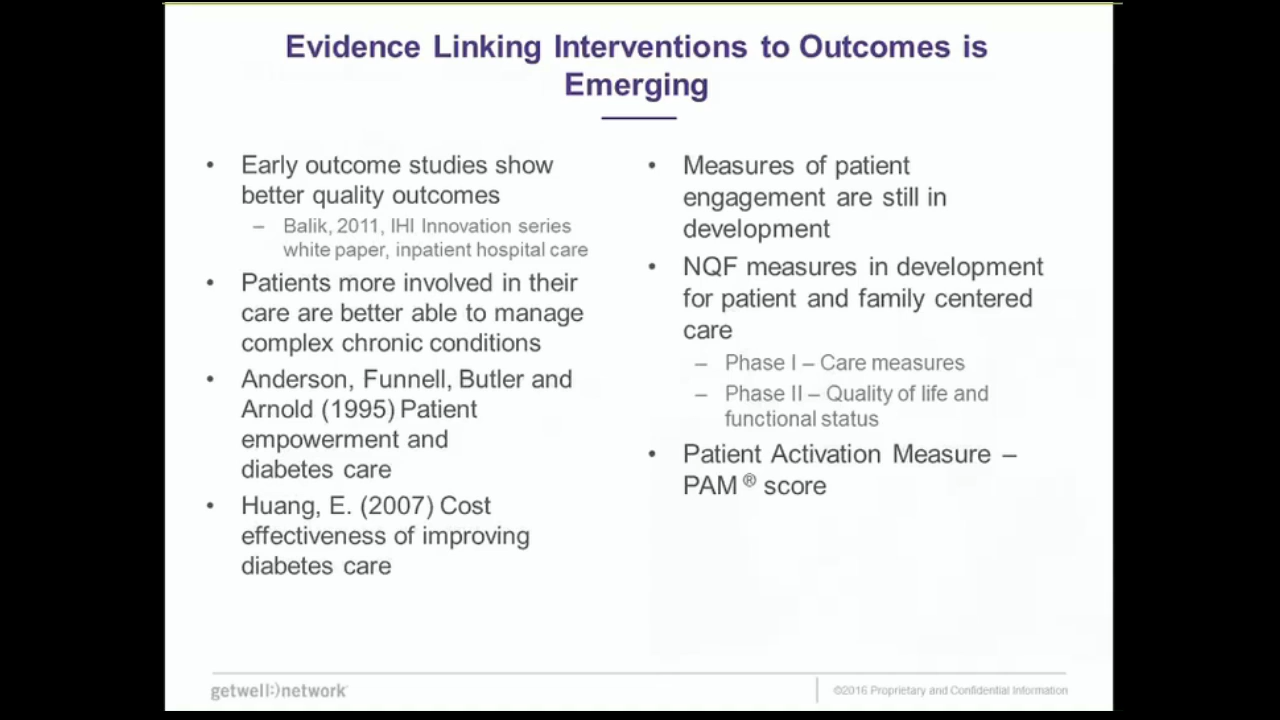 Evidence Linking Interventions to Outcomes is
Emerging
• Early outcome studies show
better quality outcomes
– Balik, 2011, IHI Innovation series
white paper, inpatient hospital care
• Patients more involved in their
care are better able to manage
complex chronic conditions
• Anderson, Funnell, Butler and
Arnold (1995) Patient
empowerment and
diabetes care
• Huang, E. (2007) Cost
effectiveness of improving
diabetes care
• Measures of patient
engagement are still in
development
• NQF measures in development
for patient and family centered
care
– Phase I – Care measures
– Phase II – Quality of life and
functional status
• Patient Activation Measure –
PAM ® score
getwell:)network
©2016 Proprietary and Confidential Information